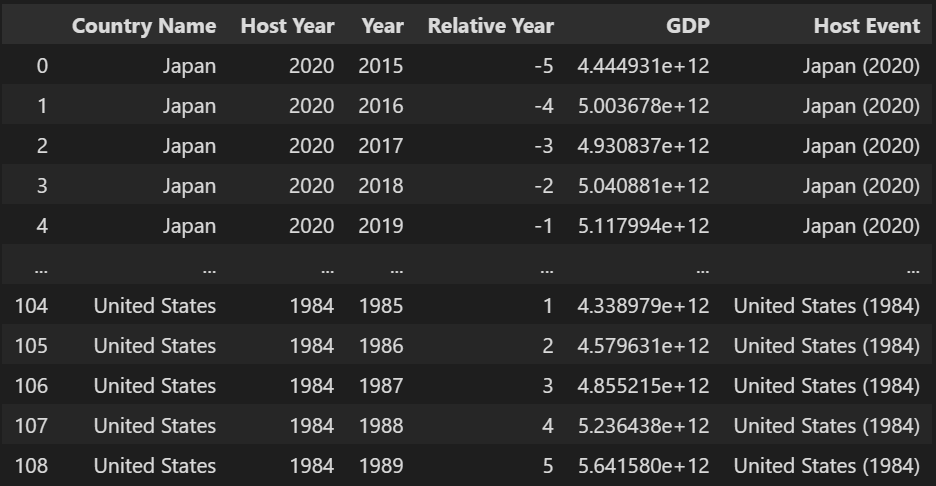 Country Name Host Year Year Relative Year GDP Host Event
0 Japan 2020 2015 -5 4.444931e+12 Japan (2020)
1 Japan 2020 2016 -4 5.003678e+12 Japan (2020)
2 Japan 2020 2017 -3 4.930837e+12 Japan (2020)
3 Japan 2020 2018 -2 5.040881e+12 Japan (2020)
4 Japan 2020 2019 -1 5.117994e+12 Japan (2020)
... ... ... ... ... ... ...
104 United States 1984 1985 1 4.338979e+12 United States (1984)
105 United States 1984 1986 2 4.579631e+12 United States (1984)
106 United States 1984 1987 3 4.855215e+12 United States (1984)
107 United States 1984 1988 4 5.236438e+12 United States (1984)
108 United States 1984 1989 5 5.641580e+12 United States (1984)